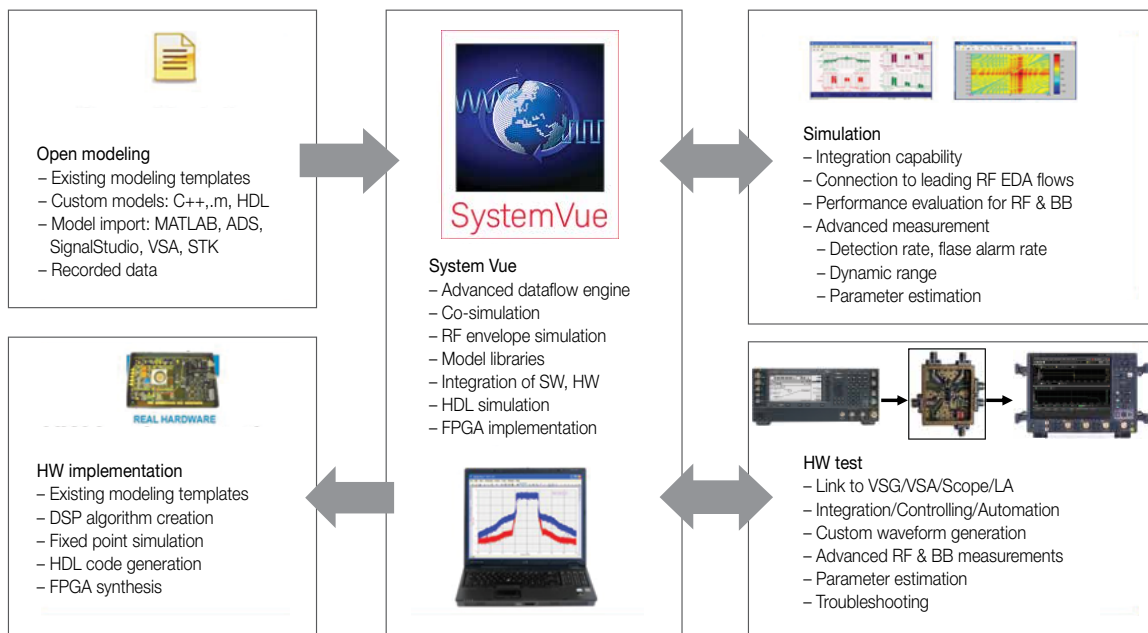 Open modeling
– Existing modeling templates
– Custom models: C++,.m, HDL
– Model import: MATLAB, ADS,
SignalStudio, VSA, STK
– Recorded data
REAL HARDWARE
HW implementation
– Existing modeling templates
– DSP algorithm creation
– Fixed point simulation
– HDL code generation
– FPGA synthesis
SystemVue
System Vue
– Advanced dataflow engine
– Co-simulation
– RF envelope simulation
– Model libraries
– Integration of SW, HW
– HDL simulation
– FPGA implementation
Simulation
– Integration capability
– Connection to leading RF EDA flows
– Performance evaluation for RF & BB
– Advanced measurement
– Detection rate, flase alarm rate
– Dynamic range
– Parameter estimation
HW test
– Link to VSG/VSA/Scope/LA
– Integration/Controlling/Automation
– Custom waveform generation
– Advanced RF & BB measurements
– Parameter estimation
– Troubleshooting